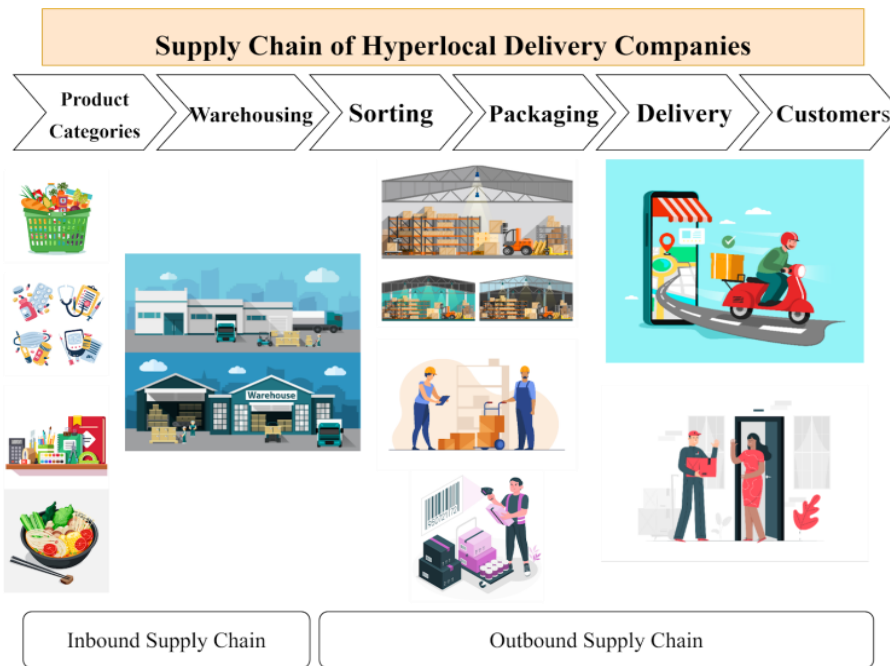 Supply Chain of Hyperlocal Delivery Companies
Product
Categories
Warehousing
Sorting
Packaging
Delivery
Customers
Warehouse
Inbound Supply Chain
Outbound Supply Chain